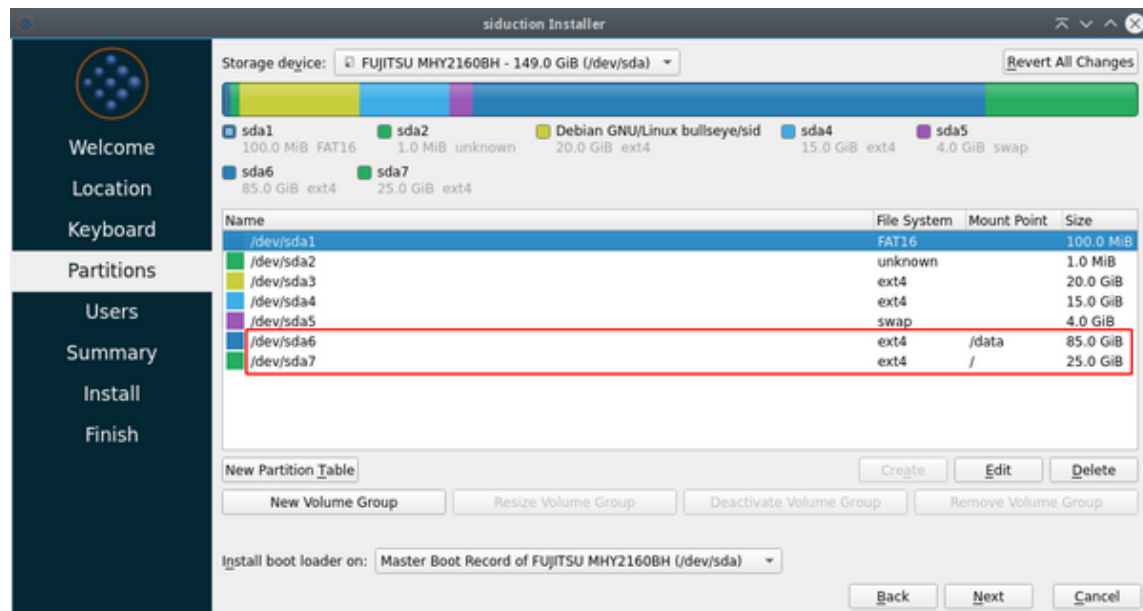 siduction Installer
Storage device: FUJITSU MHY2160BH - 149.0 GiB (/dev/sda) Revert All Changes
sda1 sda2 Debian GNU/Linux bullseye/sid sda4 sda5
100.0 MiB FAT16 1.0 MiB unknown 20.0 GiB ext4 15.0 GiB ext4 4.0 GiB swap
sda6 sda7
85.0 GiB ext4 25.0 GiB ext4
Welcome
Location
Keyboard
Partitions
Users
Summary
Install
Finish
Name File System Mount Point Size
/dev/sda1 FAT16 100.0 MiB
/dev/sda2 unknown 1.0 MiB
/dev/sda3 ext4 20.0 GiB
/dev/sda4 ext4 15.0 GiB
/dev/sda5 swap 4.0 GiB
/dev/sda6 ext4 /data 85.0 GiB
/dev/sda7 ext4 / 25.0 GiB
New Partition Table Create Edit Delete
New Volume Group Resize Volume Group Deactivate Volume Group Remove Volume Group
Install boot loader on: Master Boot Record of FUJITSU MHY2160BH (/dev/sda)
Back Next Cancel